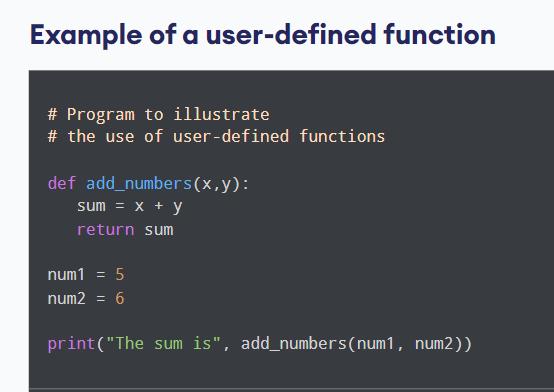 Example of a user-defined function
# Program to illustrate
# the use of user-defined functions
def add_numbers(x,y):
   sum = x + y
   return sum
num1 = 5
num2 = 6
print("The sum is", add_numbers(num1, num2))